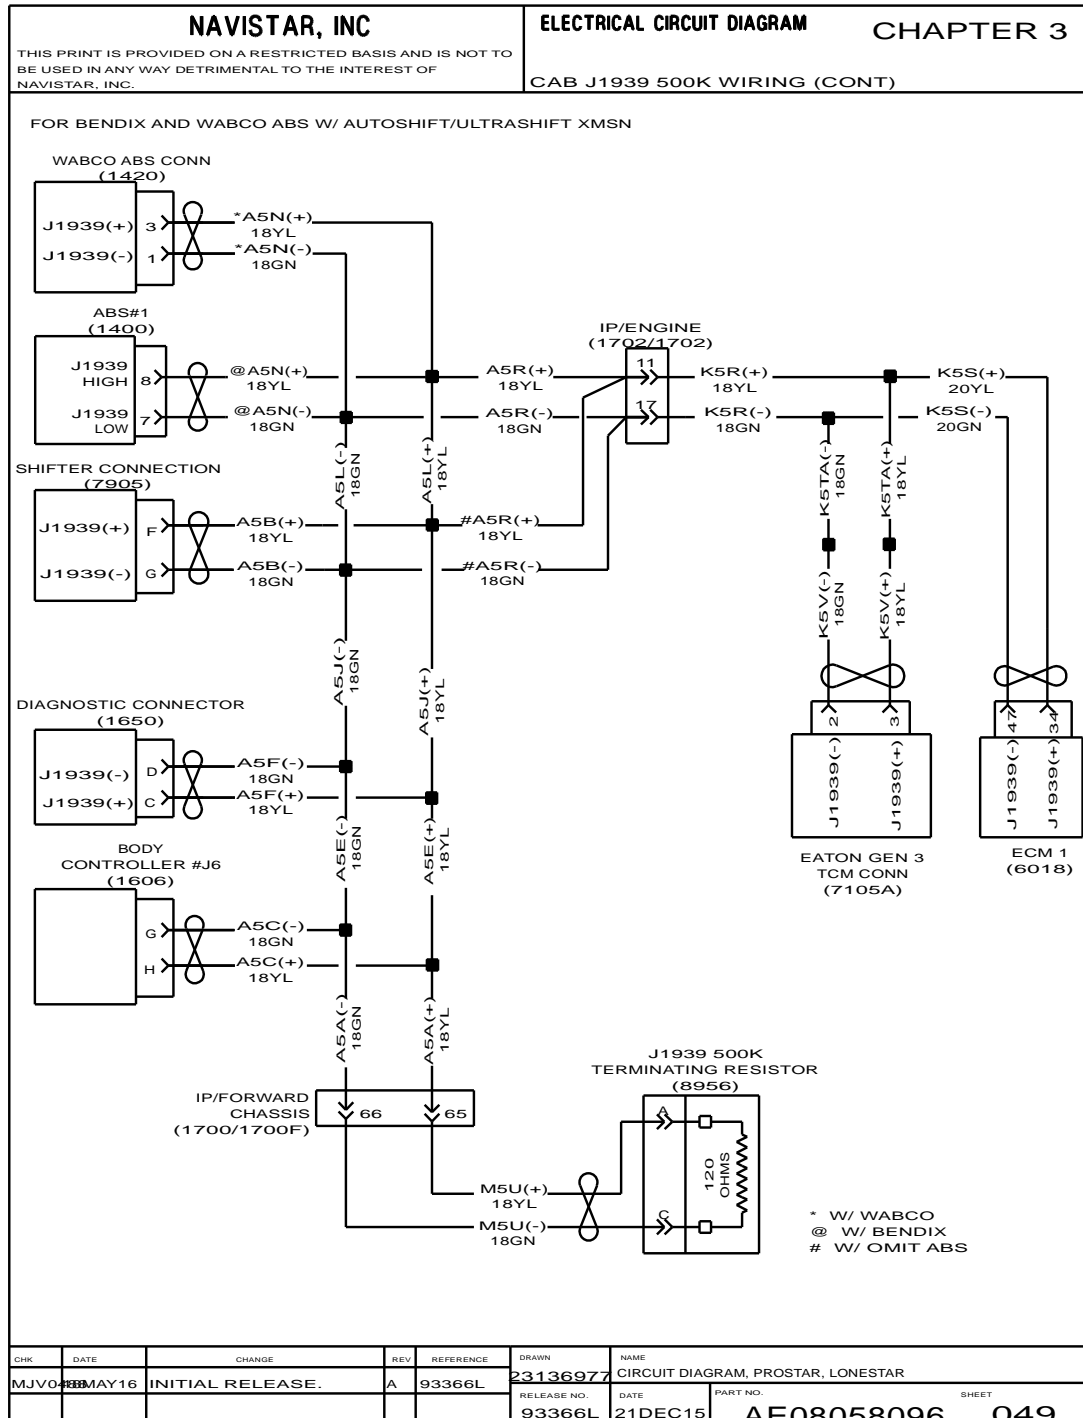 NAVISTAR, INC
THIS PRINT IS PROVIDED ON A RESTRICTED BASIS AND IS NOT TO
BE USED IN ANY WAY DETRIMENTAL TO THE INTEREST OF
NAVISTAR, INC.
ELECTRICAL CIRCUIT DIAGRAM
CHAPTER 3
CAB J1939 500K WIRING (CONT)
FOR BENDIX AND WABCO ABS W/ AUTOSHIFT/ULTRASHIFT XMSN
WABCO ABS CONN
(1420)
J1939(+)
3
*A5N(+)
18YL
J1939(-)
1
*A5N(-)
18GN
ABS#1
(1400)
J1939
HIGH
8
@A5N(+)
18YL
J1939
LOW
7
@A5N(-)
18GN
A5R(+)
18YL
A5R(-)
18GN
IP/ENGINE
(1702/1702)
11
17
K5R(+)
18YL
K5R(-)
18GN
K5S(+)
20YL
K5S(-)
20GN
A5L(-)
18GN
A5L(+)
18YL
K5TA(-)
18GN
K5TA(+)
18YL
SHIFTER CONNECTION
(7905)
J1939(+)
F
A5B(+)
18YL
J1939(-)
G
A5B(-)
18GN
#A5R(+)
18YL
#A5R(-)
18GN
K5V(-)
18GN
K5V(+)
18YL
A5J(-)
18GN
A5J(+)
18YL
DIAGNOSTIC CONNECTOR
(1650)
J1939(-)
D
A5F(-)
18GN
J1939(+)
C
A5F(+)
18YL
2
3
J1939(-)
J1939(+)
EATON GEN 3
TCM CONN
(7105A)
47
34
J1939(-)
J1939(+)
ECM 1
(6018)
A5E(-)
18GN
A5E(+)
18YL
BODY
CONTROLLER #J6
(1606)
G
A5C(-)
18GN
H
A5C(+)
18YL
A5A(-)
18GN
A5A(+)
18YL
IP/FORWARD
CHASSIS
(1700/1700F)
66
65
J1939 500K
TERMINATING RESISTOR
(8956)
A
C
120
OHMS
M5U(+)
18YL
M5U(-)
18GN
* W/ WABCO
@ W/ BENDIX
# W/ OMIT ABS
CHK
DATE
CHANGE
REV
REFERENCE
MJV04
MAY16
INITIAL RELEASE.
A
93366L
DRAWN
23136977
NAME
CIRCUIT DIAGRAM, PROSTAR, LONESTAR
RELEASE NO.
93366L
DATE
21DEC15
PART NO.
AE08058096
SHEET
049